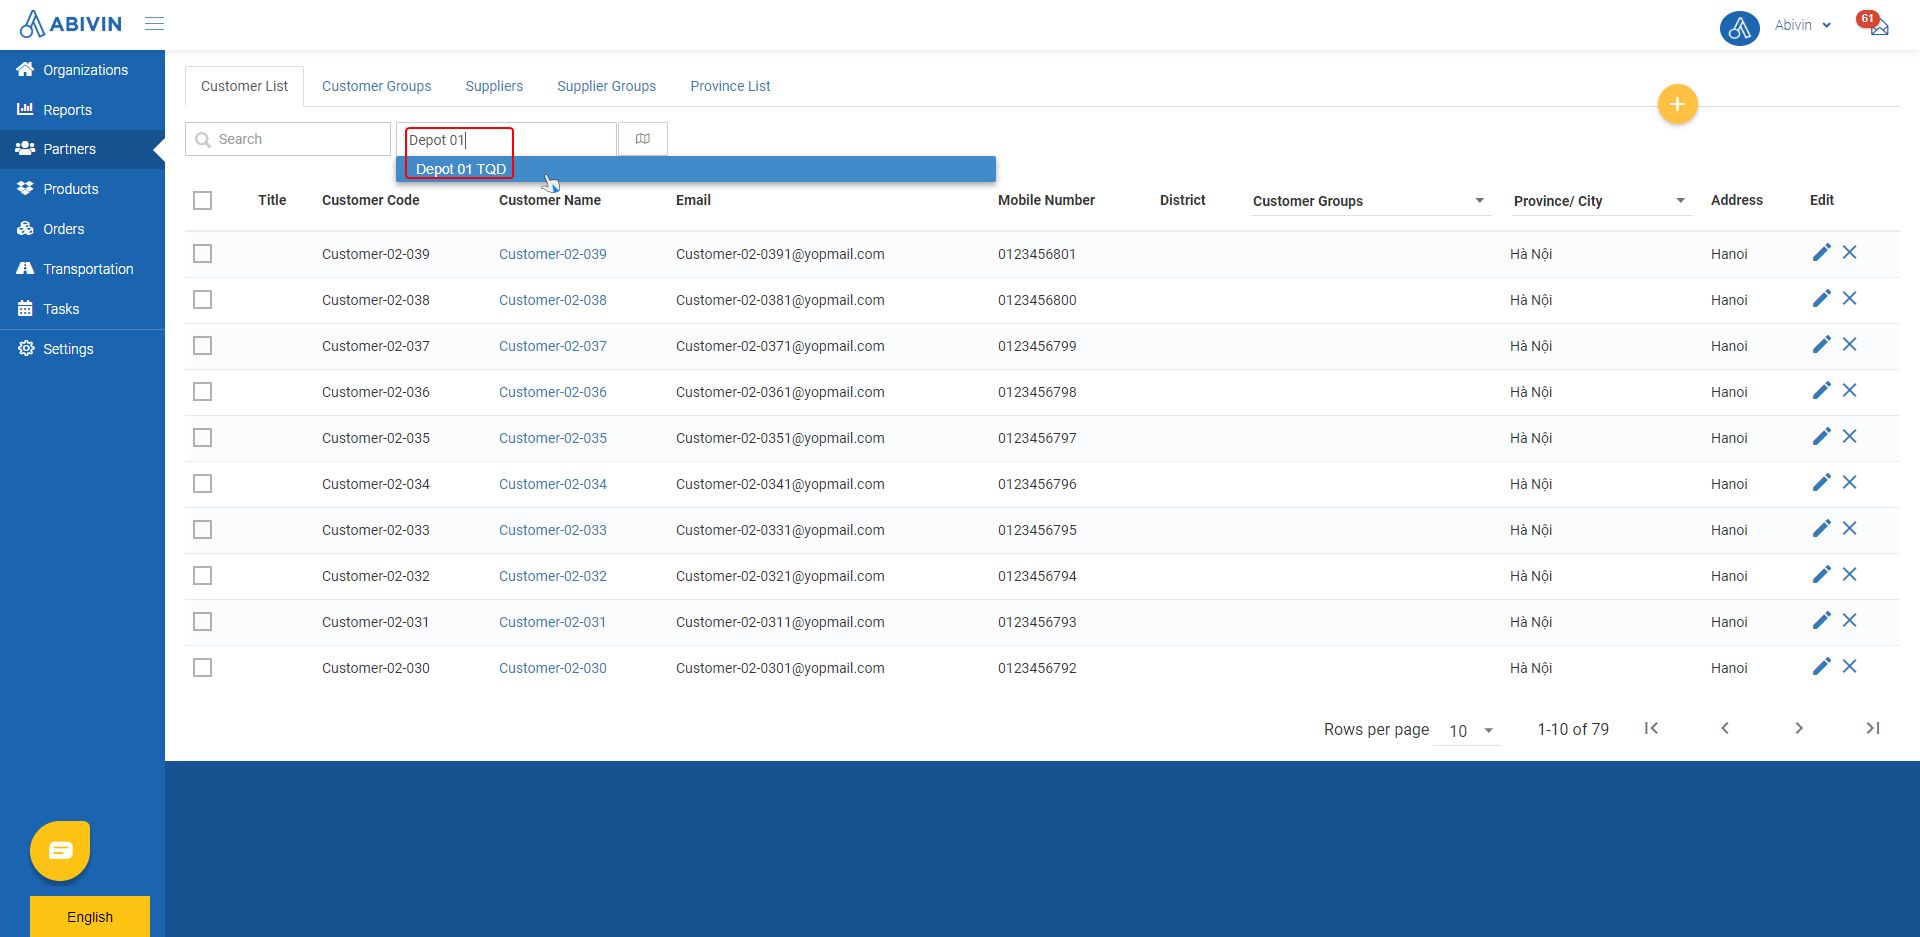 ABIVIN
Abivin
61
Organizations
Reports
Partners
Products
Orders
Transportation
Tasks
Settings
Customer List Customer Groups Suppliers Supplier Groups Province List
+
Search Depot 01
Depot 01 TQD
Title Customer Code Customer Name Email Mobile Number District Customer Groups Province/ City Address Edit
Customer-02-039 Customer-02-039 Customer-02-0391@yopmail.com 0123456801 Hà Nội Hanoi
Customer-02-038 Customer-02-038 Customer-02-0381@yopmail.com 0123456800 Hà Nội Hanoi
Customer-02-037 Customer-02-037 Customer-02-0371@yopmail.com 0123456799 Hà Nội Hanoi
Customer-02-036 Customer-02-036 Customer-02-0361@yopmail.com 0123456798 Hà Nội Hanoi
Customer-02-035 Customer-02-035 Customer-02-0351@yopmail.com 0123456797 Hà Nội Hanoi
Customer-02-034 Customer-02-034 Customer-02-0341@yopmail.com 0123456796 Hà Nội Hanoi
Customer-02-033 Customer-02-033 Customer-02-0331@yopmail.com 0123456795 Hà Nội Hanoi
Customer-02-032 Customer-02-032 Customer-02-0321@yopmail.com 0123456794 Hà Nội Hanoi
Customer-02-031 Customer-02-031 Customer-02-0311@yopmail.com 0123456793 Hà Nội Hanoi
Customer-02-030 Customer-02-030 Customer-02-0301@yopmail.com 0123456792 Hà Nội Hanoi
Rows per page 10 1-10 of 79
English